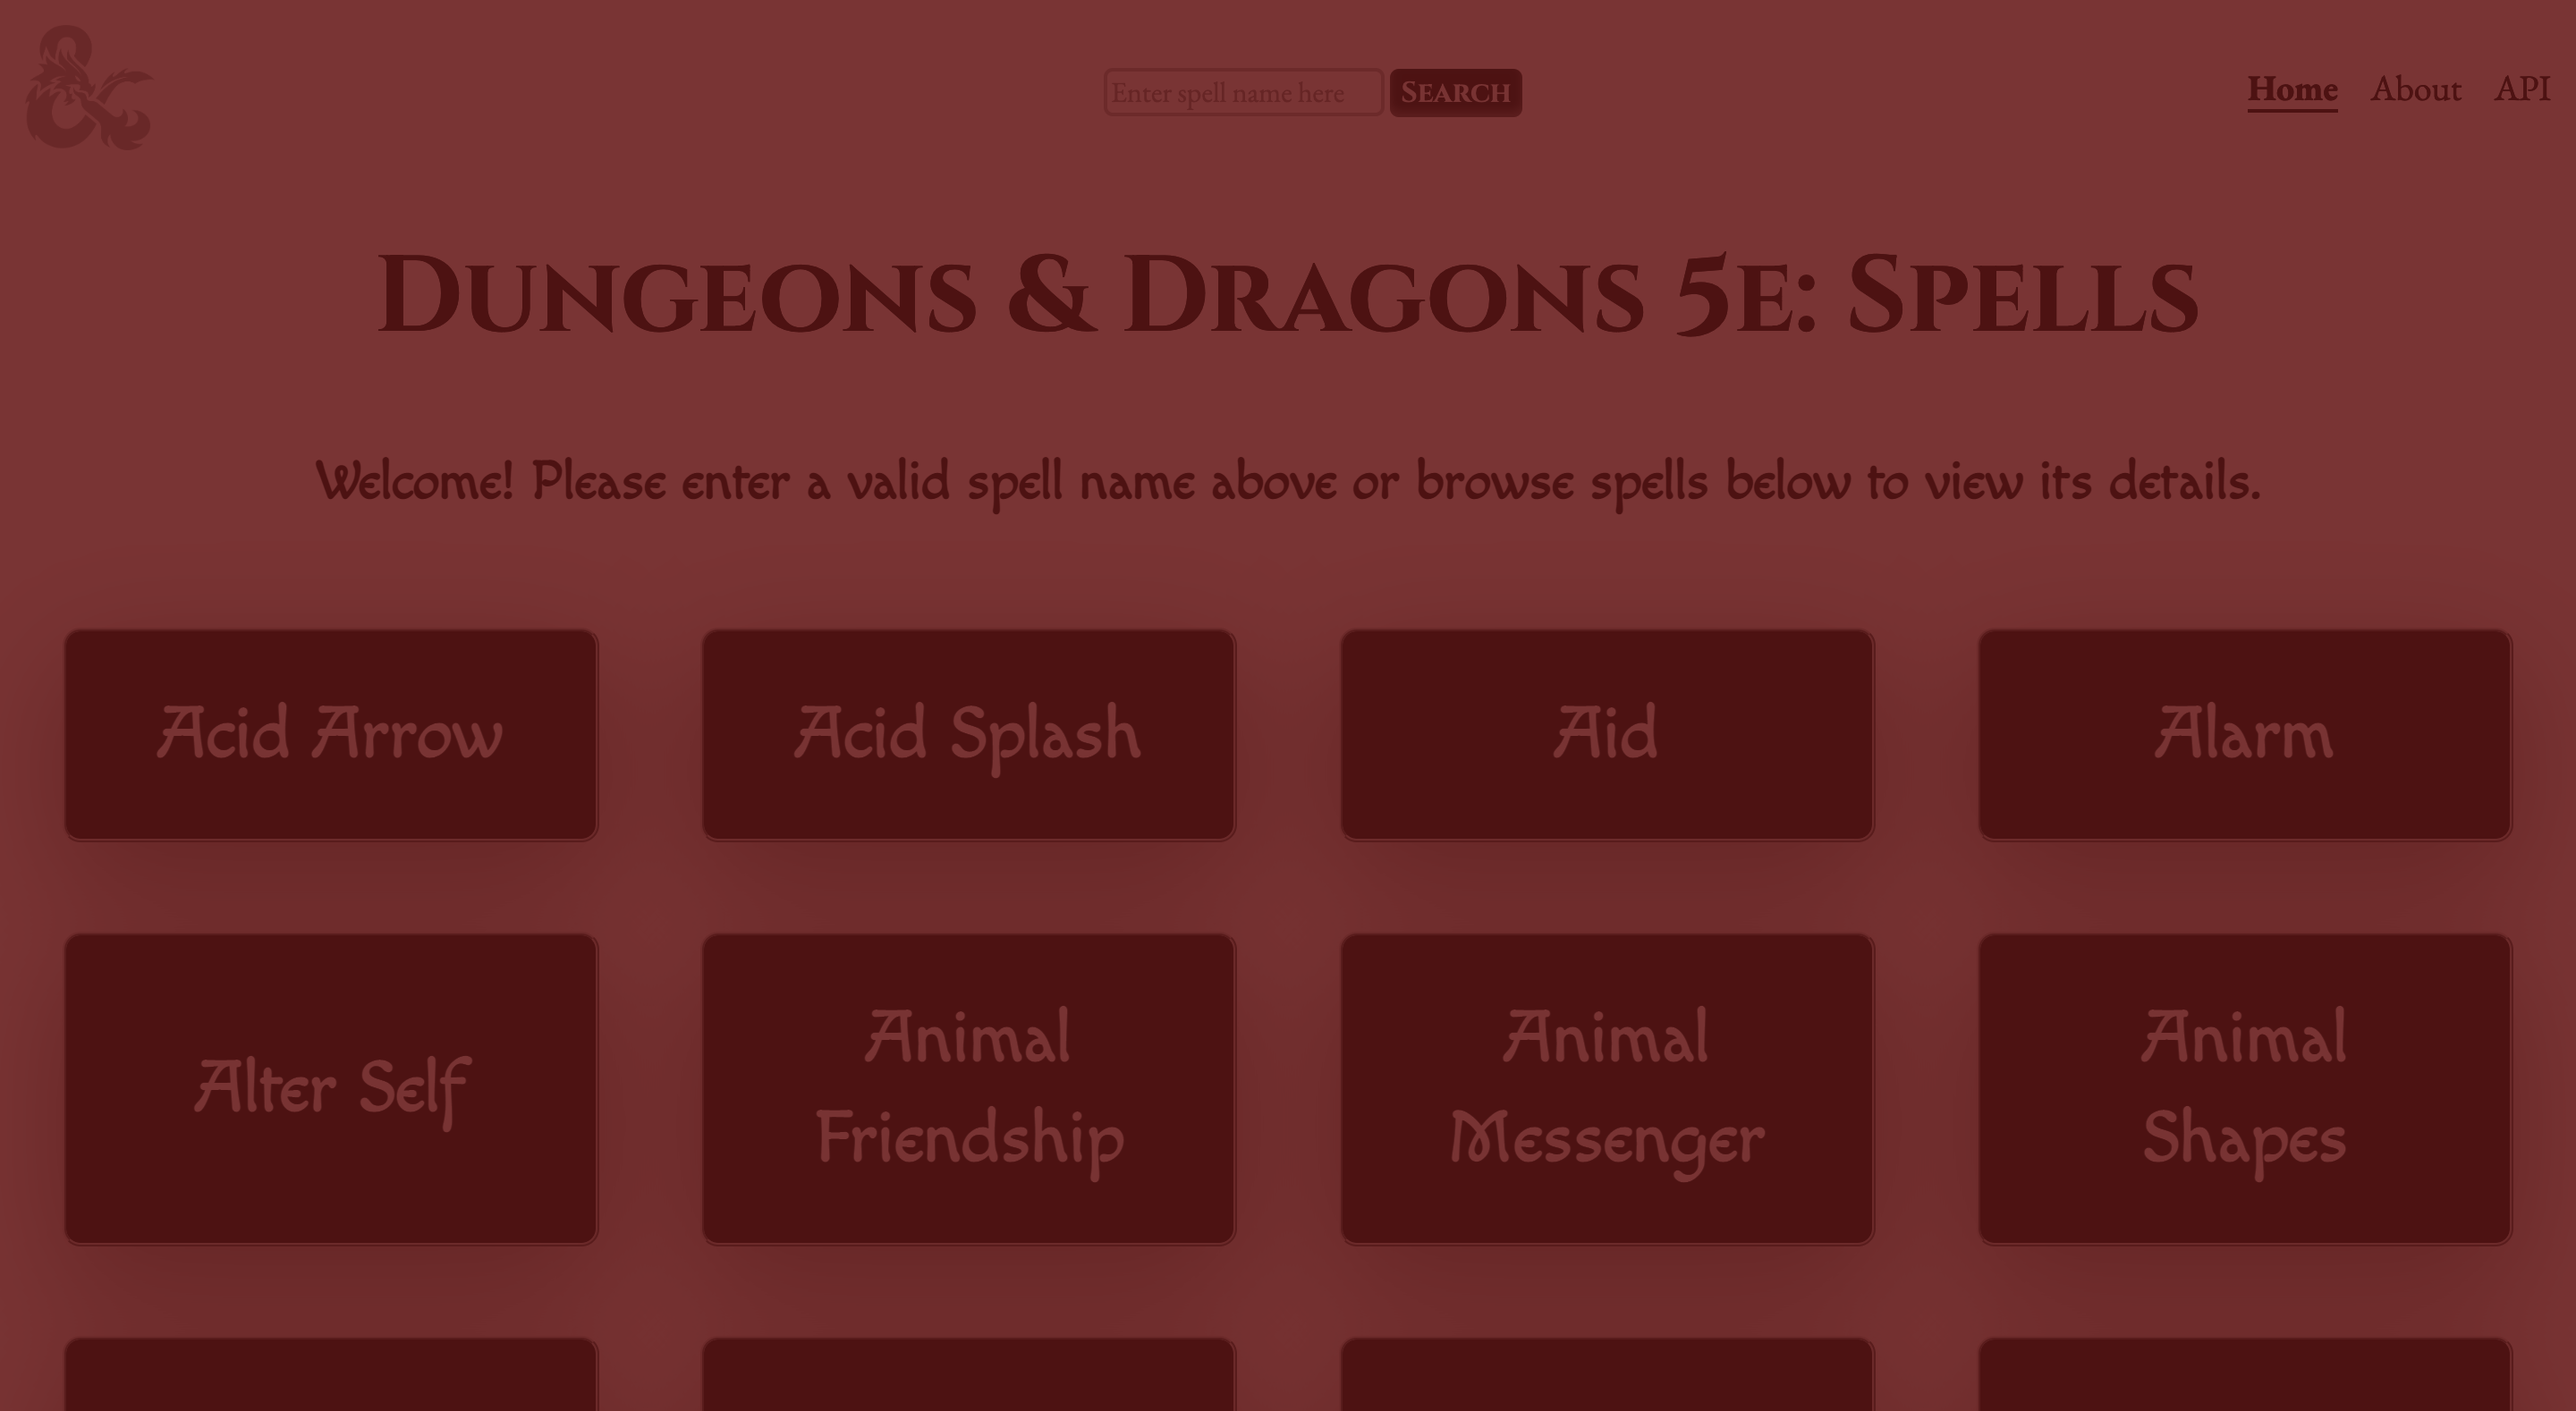 Enter spell name here
Search
Home
About
API
Dungeons & Dragons 5e: Spells
Welcome! Please enter a valid spell name above or browse spells below to view its details.
Acid Arrow
Acid Splash
Aid
Alarm
Alter Self
Animal
Friendship
Animal
Messenger
Animal
Shapes